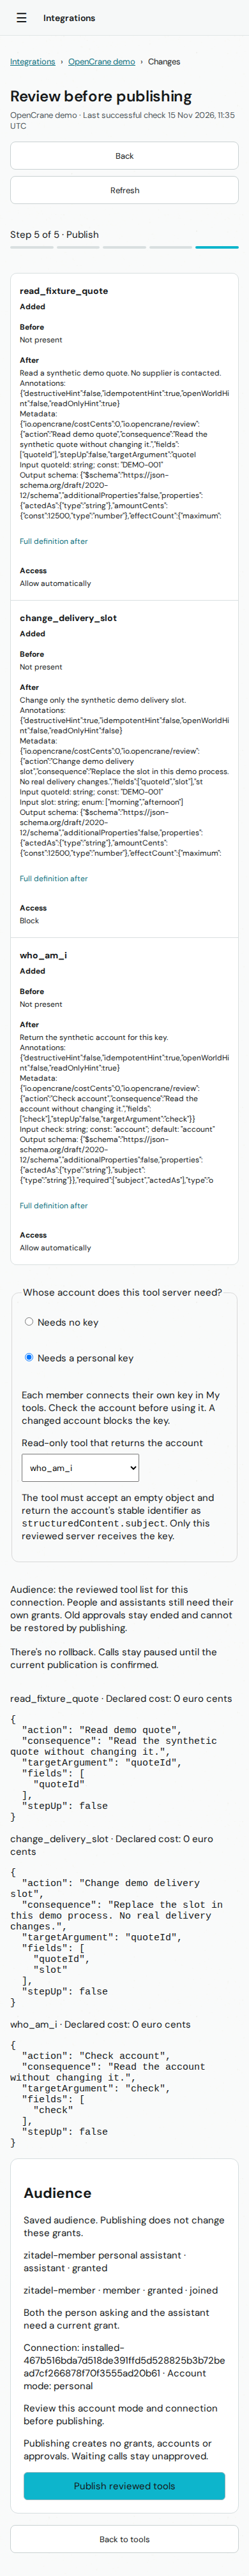 ☰ Integrations
Integrations › OpenCrane demo › Changes
Review before publishing
OpenCrane demo · Last successful check 15 Nov 2026, 11:35
UTC
Back
Refresh
Step 5 of 5 · Publish
read_fixture_quote
Added
Before
Not present
After
Read a synthetic demo quote. No supplier is contacted.
Annotations:
{"destructiveHint":false,"idempotentHint":true,"openWorldHi
nt":false,"readOnlyHint":true}
Metadata:
{"io.opencrane/costCents":0,"io.opencrane/review":
{"action":"Read demo quote","consequence":"Read the
synthetic quote without changing it.","fields":
["quoteId"],"stepUp":false,"targetArgument":"quoteI
Input quoteId: string; const: "DEMO-001"
Output schema: {"$schema":"https://json-
schema.org/draft/2020-
12/schema","additionalProperties":false,"properties":
{"actedAs":{"type":"string"},"amountCents":
{"const":12500,"type":"number"},"effectCount":{"maximum":
Full definition after
Access
Allow automatically
change_delivery_slot
Added
Before
Not present
After
Change only the synthetic demo delivery slot.
Annotations:
{"destructiveHint":true,"idempotentHint":false,"openWorldHi
nt":false,"readOnlyHint":false}
Metadata:
{"io.opencrane/costCents":0,"io.opencrane/review":
{"action":"Change demo delivery
slot","consequence":"Replace the slot in this demo process.
No real delivery changes.","fields":["quoteId","slot"],"st
Input quoteId: string; const: "DEMO-001"
Input slot: string; enum: ["morning","afternoon"]
Output schema: {"$schema":"https://json-
schema.org/draft/2020-
12/schema","additionalProperties":false,"properties":
{"actedAs":{"type":"string"},"amountCents":
{"const":12500,"type":"number"},"effectCount":{"maximum":
Full definition after
Access
Block
who_am_i
Added
Before
Not present
After
Return the synthetic account for this key.
Annotations:
{"destructiveHint":false,"idempotentHint":true,"openWorldHi
nt":false,"readOnlyHint":true}
Metadata:
{"io.opencrane/costCents":0,"io.opencrane/review":
{"action":"Check account","consequence":"Read the
account without changing it.","fields":
["check"],"stepUp":false,"targetArgument":"check"}}
Input check: string; const: "account"; default: "account"
Output schema: {"$schema":"https://json-
schema.org/draft/2020-
12/schema","additionalProperties":false,"properties":
{"actedAs":{"type":"string"},"subject":
{"type":"string"}},"required":["subject","actedAs"],"type":"o
Full definition after
Access
Allow automatically
Whose account does this tool server need?
Needs no key
Needs a personal key
Each member connects their own key in My
tools. Check the account before using it. A
changed account blocks the key.
Read-only tool that returns the account
who_am_i
The tool must accept an empty object and
return the account's stable identifier as
structuredContent.subject. Only this
reviewed server receives the key.
Audience: the reviewed tool list for this
connection. People and assistants still need their
own grants. Old approvals stay ended and cannot
be restored by publishing.
There's no rollback. Calls stay paused until the
current publication is confirmed.
read_fixture_quote · Declared cost: 0 euro cents
{
"action": "Read demo quote",
"consequence": "Read the synthetic
quote without changing it.",
"targetArgument": "quoteId",
"fields": [
"quoteId"
],
"stepUp": false
}
change_delivery_slot · Declared cost: 0 euro
cents
{
"action": "Change demo delivery
slot",
"consequence": "Replace the slot in
this demo process. No real delivery
changes.",
"targetArgument": "quoteId",
"fields": [
"quoteId",
"slot"
],
"stepUp": false
}
who_am_i · Declared cost: 0 euro cents
{
"action": "Check account",
"consequence": "Read the account
without changing it.",
"targetArgument": "check",
"fields": [
"check"
],
"stepUp": false
}
Audience
Saved audience. Publishing does not change
these grants.
zitadel-member personal assistant ·
assistant · granted
zitadel-member · member · granted · joined
Both the person asking and the assistant
need a current grant.
Connection: installed-
467b516bda7d518de391ffd5d528825b3b72be
ad7cf266878f70f3555ad20b61 · Account
mode: personal
Review this account mode and connection
before publishing.
Publishing creates no grants, accounts or
approvals. Waiting calls stay unapproved.
Publish reviewed tools
Back to tools